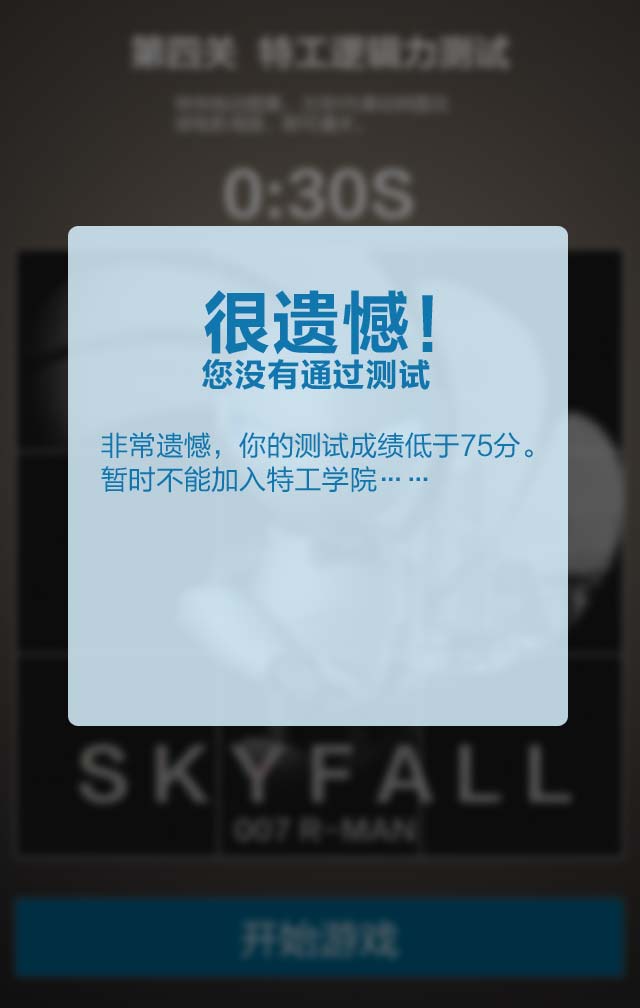 第四关 特工逻辑力测试
0:30S
很遗憾！
您没有通过测试
非常遗憾，你的测试成绩低于75分。
暂时不能加入特工学院… …
SKYFALL
007 R-MAN
开始游戏